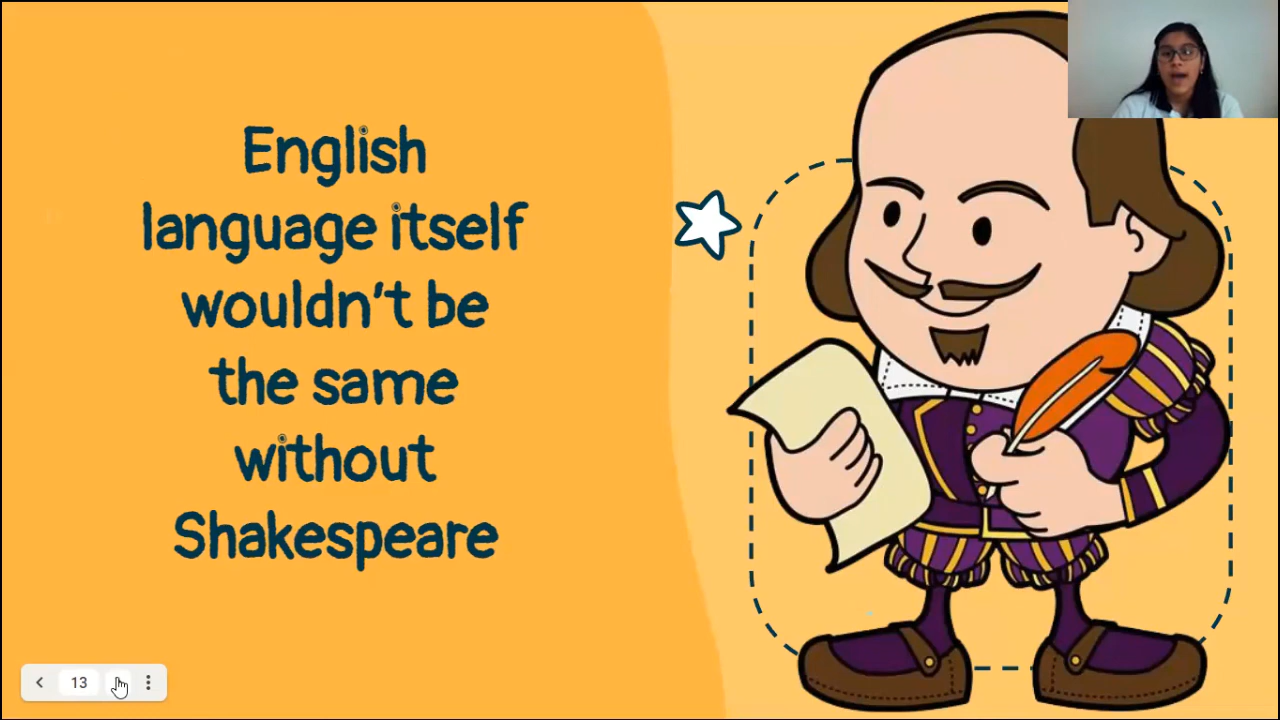 English
language itself
wouldn't be
the same
without
Shakespeare
13